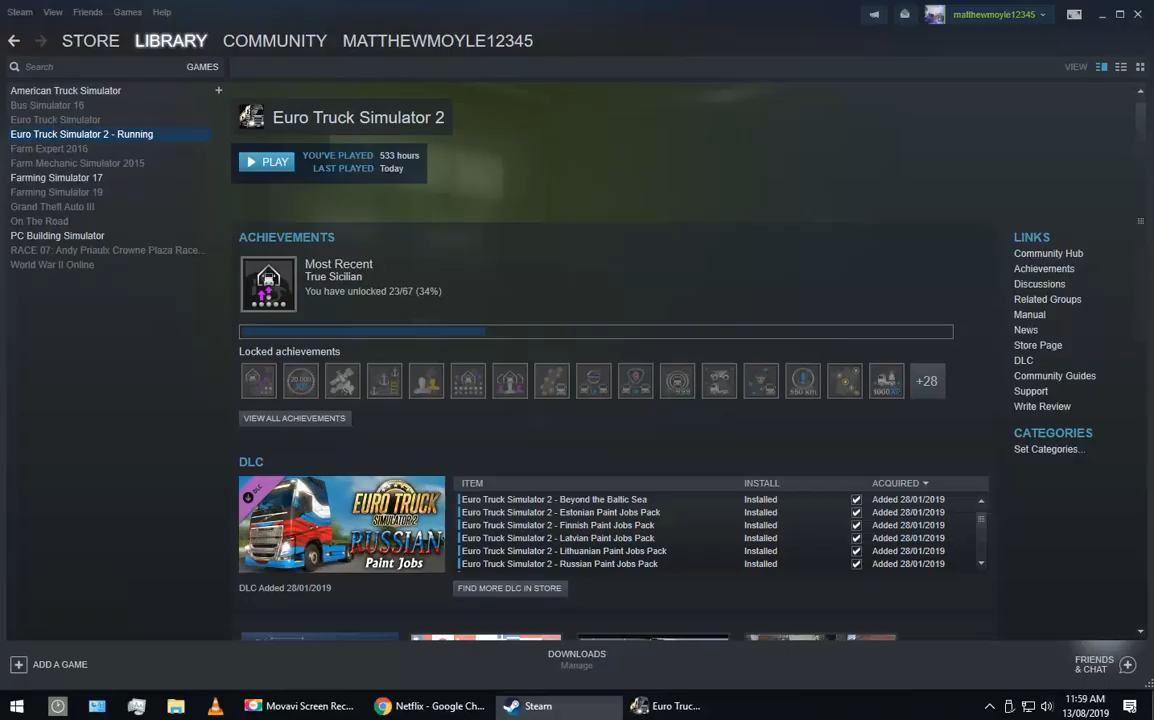 Steam View Friends Games Help
matthewmoyle12345
STORE LIBRARY COMMUNITY MATTHEWMOYLE12345
Search GAMES
VIEW
American Truck Simulator
Bus Simulator 16
Euro Truck Simulator
Euro Truck Simulator 2 - Running
Farm Expert 2016
Farm Mechanic Simulator 2015
Farming Simulator 17
Farming Simulator 19
Grand Theft Auto III
On The Road
PC Building Simulator
RACE 07: Andy Priaulx Crowne Plaza Race...
World War II Online
Euro Truck Simulator 2
PLAY
YOU'VE PLAYED 533 hours
LAST PLAYED Today
ACHIEVEMENTS
Most Recent
True Sicilian
You have unlocked 23/67 (34%)
Locked achievements
20,000 XP
999
550 km
1000XP
+28
VIEW ALL ACHIEVEMENTS
DLC
DLC
EURO TRUCK
SIMULATOR 2
RUSSIAN
Paint Jobs
DLC Added 28/01/2019
ITEM INSTALL ACQUIRED
Euro Truck Simulator 2 - Beyond the Baltic Sea Installed Added 28/01/2019
Euro Truck Simulator 2 - Estonian Paint Jobs Pack Installed Added 28/01/2019
Euro Truck Simulator 2 - Finnish Paint Jobs Pack Installed Added 28/01/2019
Euro Truck Simulator 2 - Latvian Paint Jobs Pack Installed Added 28/01/2019
Euro Truck Simulator 2 - Lithuanian Paint Jobs Pack Installed Added 28/01/2019
Euro Truck Simulator 2 - Russian Paint Jobs Pack Installed Added 28/01/2019
FIND MORE DLC IN STORE
LINKS
Community Hub
Achievements
Discussions
Related Groups
Manual
News
Store Page
DLC
Community Guides
Support
Write Review
CATEGORIES
Set Categories...
ADD A GAME
DOWNLOADS
Manage
FRIENDS
& CHAT
Movavi Screen Rec...
Netflix - Google Ch...
Steam
Euro Truc...
11:59 AM
13/08/2019